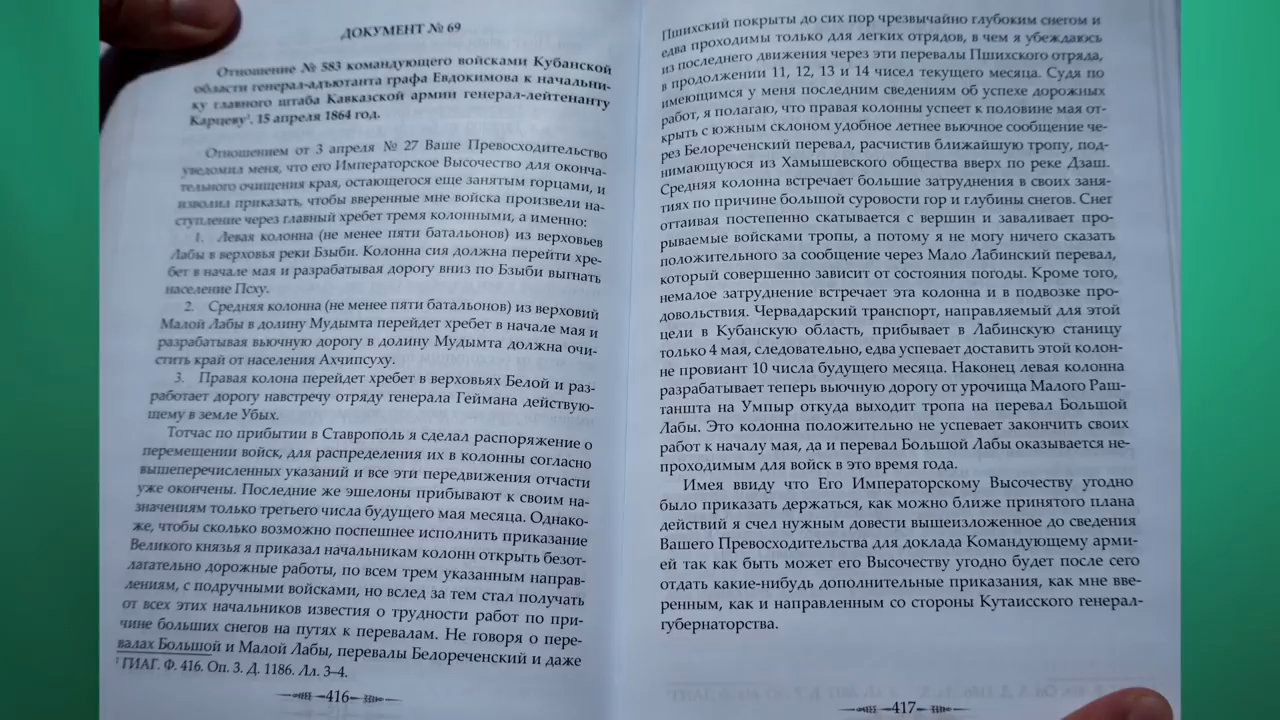 ДОКУМЕНТ № 69
Отношение № 583 командующего войсками Кубанской
области генерал-адъютанта графа Евдокимова к начальни-
ку главного штаба Кавказской армии генерал-лейтенанту
Карцеву¹. 15 апреля 1864 год.
Отношением от 3 апреля № 27 Ваше Превосходительство
уведомил меня, что его Императорское Высочество для оконча-
тельного очищения края, остающегося еще занятым горцами, и
изволил приказать, чтобы вверенные мне войска произвели на-
ступление через главный хребет тремя колонными, а именно:
1. Левая колонна (не менее пяти батальонов) из верховьев
Лабы в верховья реки Бзыби. Колонна сия должна перейти хре-
бет в начале мая и разрабатывая дорогу вниз по Бзыби выгнать
население Псху.
2. Средняя колонна (не менее пяти батальонов) из верховий
Малой Лабы в долину Мудымта перейдет хребет в начале мая и
разрабатывая вьючную дорогу в долину Мудымта должна очи-
стить край от населения Ахчипсуху.
3. Правая колона перейдет хребет в верховьях Белой и раз-
работает дорогу навстречу отряду генерала Геймана действую-
щему в земле Убых.
Тотчас по прибытии в Ставрополь я сделал распоряжение о
перемещении войск, для распределения их в колонны согласно
вышеперечисленных указаний и все эти передвижения отчасти
уже окончены. Последние же эшелоны прибывают к своим на-
значениям только третьего числа будущего мая месяца. Однако-
же, чтобы сколько возможно поспешнее исполнить приказание
Великого князья я приказал начальникам колонн открыть безот-
лагательно дорожные работы, по всем трем указанным направ-
лениям, с подручными войсками, но вслед за тем стал получать
от всех этих начальников известия о трудности работ по при-
чине больших снегов на путях к перевалам. Не говоря о пере-
валах Большой и Малой Лабы, перевалы Белореченский и даже
¹ ГИАГ. Ф. 416. Оп. 3. Д. 1186. Лл. 3–4.
416
Пшихский покрыты до сих пор чрезвычайно глубоким снегом и
едва проходимы только для легких отрядов, в чем я убеждаюсь
из последнего движения через эти перевалы Пшихского отряда,
в продолжении 11, 12, 13 и 14 чисел текущего месяца. Судя по
имеющимся у меня последним сведениям об успехе дорожных
работ, я полагаю, что правая колонны успеет к половине мая от-
крыть с южным склоном удобное летнее вьючное сообщение че-
рез Белореченский перевал, расчистив ближайшую тропу, под-
нимающуюся из Хамышевского общества вверх по реке Дзаш.
Средняя колонна встречает большие затруднения в своих заня-
тиях по причине большой суровости гор и глубины снегов. Снег
оттаивая постепенно скатывается с вершин и заваливает про-
рываемые войсками тропы, а потому я не могу ничего сказать
положительного за сообщение через Мало Лабинский перевал,
который совершенно зависит от состояния погоды. Кроме того,
немалое затруднение встречает эта колонна и в подвозке про-
довольствия. Червадарский транспорт, направляемый для этой
цели в Кубанскую область, прибывает в Лабинскую станицу
только 4 мая, следовательно, едва успевает доставить этой колон-
не провиант 10 числа будущего месяца. Наконец левая колонна
разрабатывает теперь вьючную дорогу от урочища Малого Раш-
таншта на Умпыр откуда выходит тропа на перевал Большой
Лабы. Это колонна положительно не успевает закончить своих
работ к началу мая, да и перевал Большой Лабы оказывается не-
проходимым для войск в это время года.
Имея ввиду что Его Императорскому Высочеству угодно
было приказать держаться, как можно ближе принятого плана
действий я счел нужным довести вышеизложенное до сведения
Вашего Превосходительства для доклада Командующему арми-
ей так как быть может его Высочеству угодно будет после сего
отдать какие-нибудь дополнительные приказания, как мне вве-
ренным, как и направленным со стороны Кутаисского генерал-
губернаторства.
417